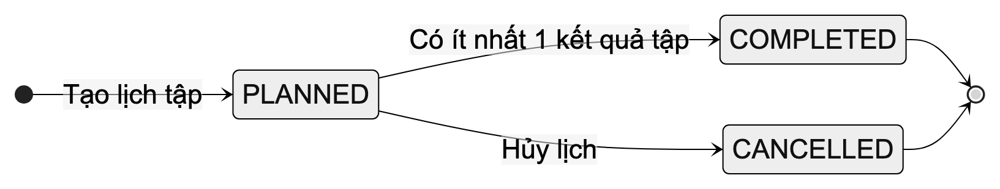 Tạo lịch tập
PLANNED
Có ít nhất 1 kết quả tập
COMPLETED
Hủy lịch
CANCELLED